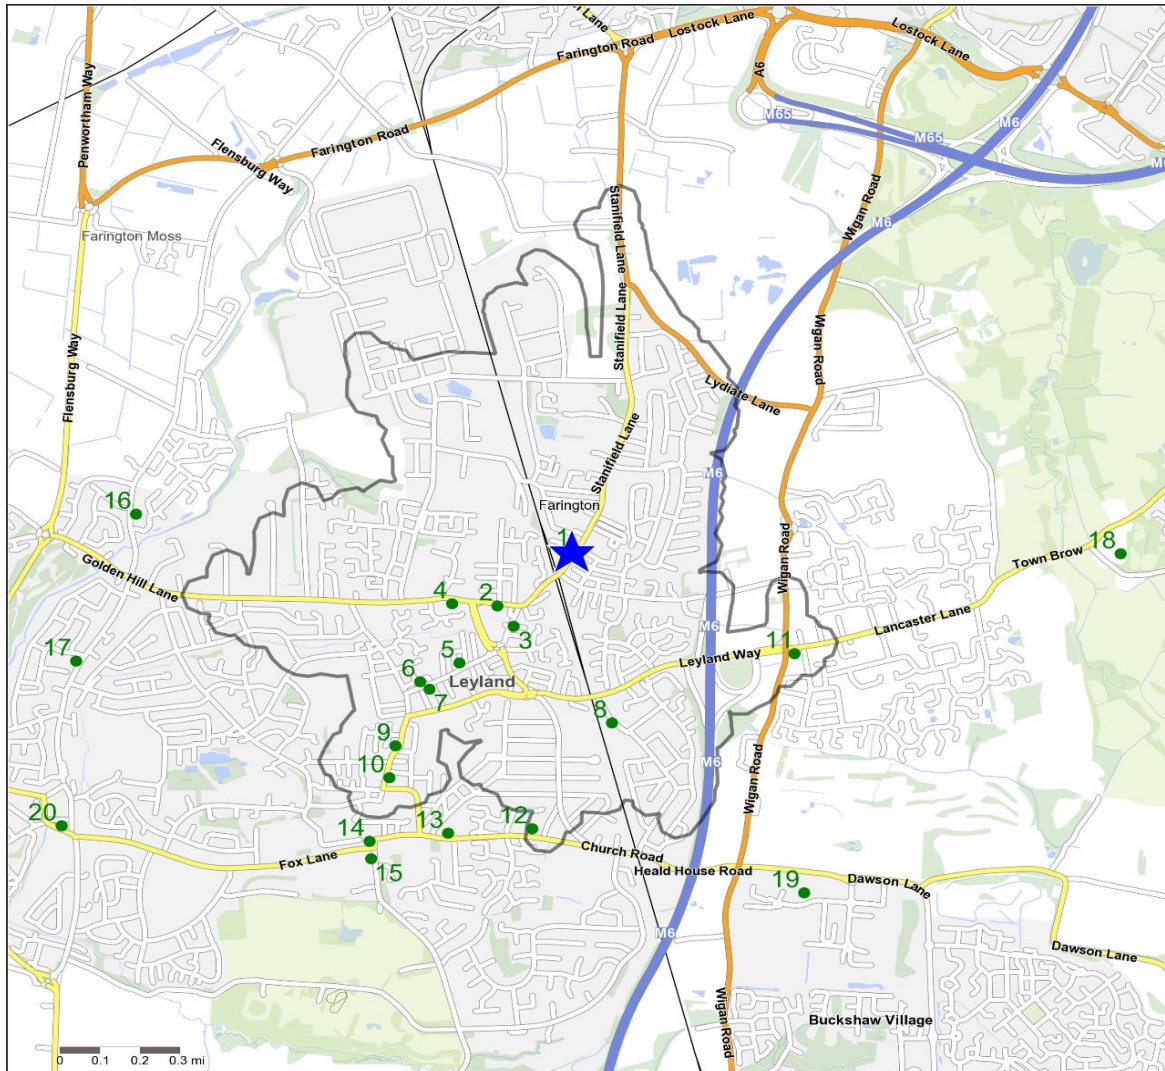 Lostock Lane
Lostock Lane
Farington Road
A6
M6
Penwortham Way
M65
M65
Farington Road
Flensburg Way
Wigan Road
M6
Farington Moss
Stanifield Lane
Stanifield Lane
Wigan Road
Flensburg Way
Lydiate Lane
Stanifield Lane
M6
Farington
16
1
Wigan Road
18
Town Brow
Golden Hill Lane
4
2
3
Lancaster Lane
11
M6
17
5
Leyland Way
6
Leyland
7
8
9
10
M6
Wigan Road
20
14
13
12
Church Road
Fox Lane
15
Heald House Road
19
Dawson Lane
M6
Dawson Lane
Wigan Road
Buckshaw Village
0 0.1 0.2 0.3 mi